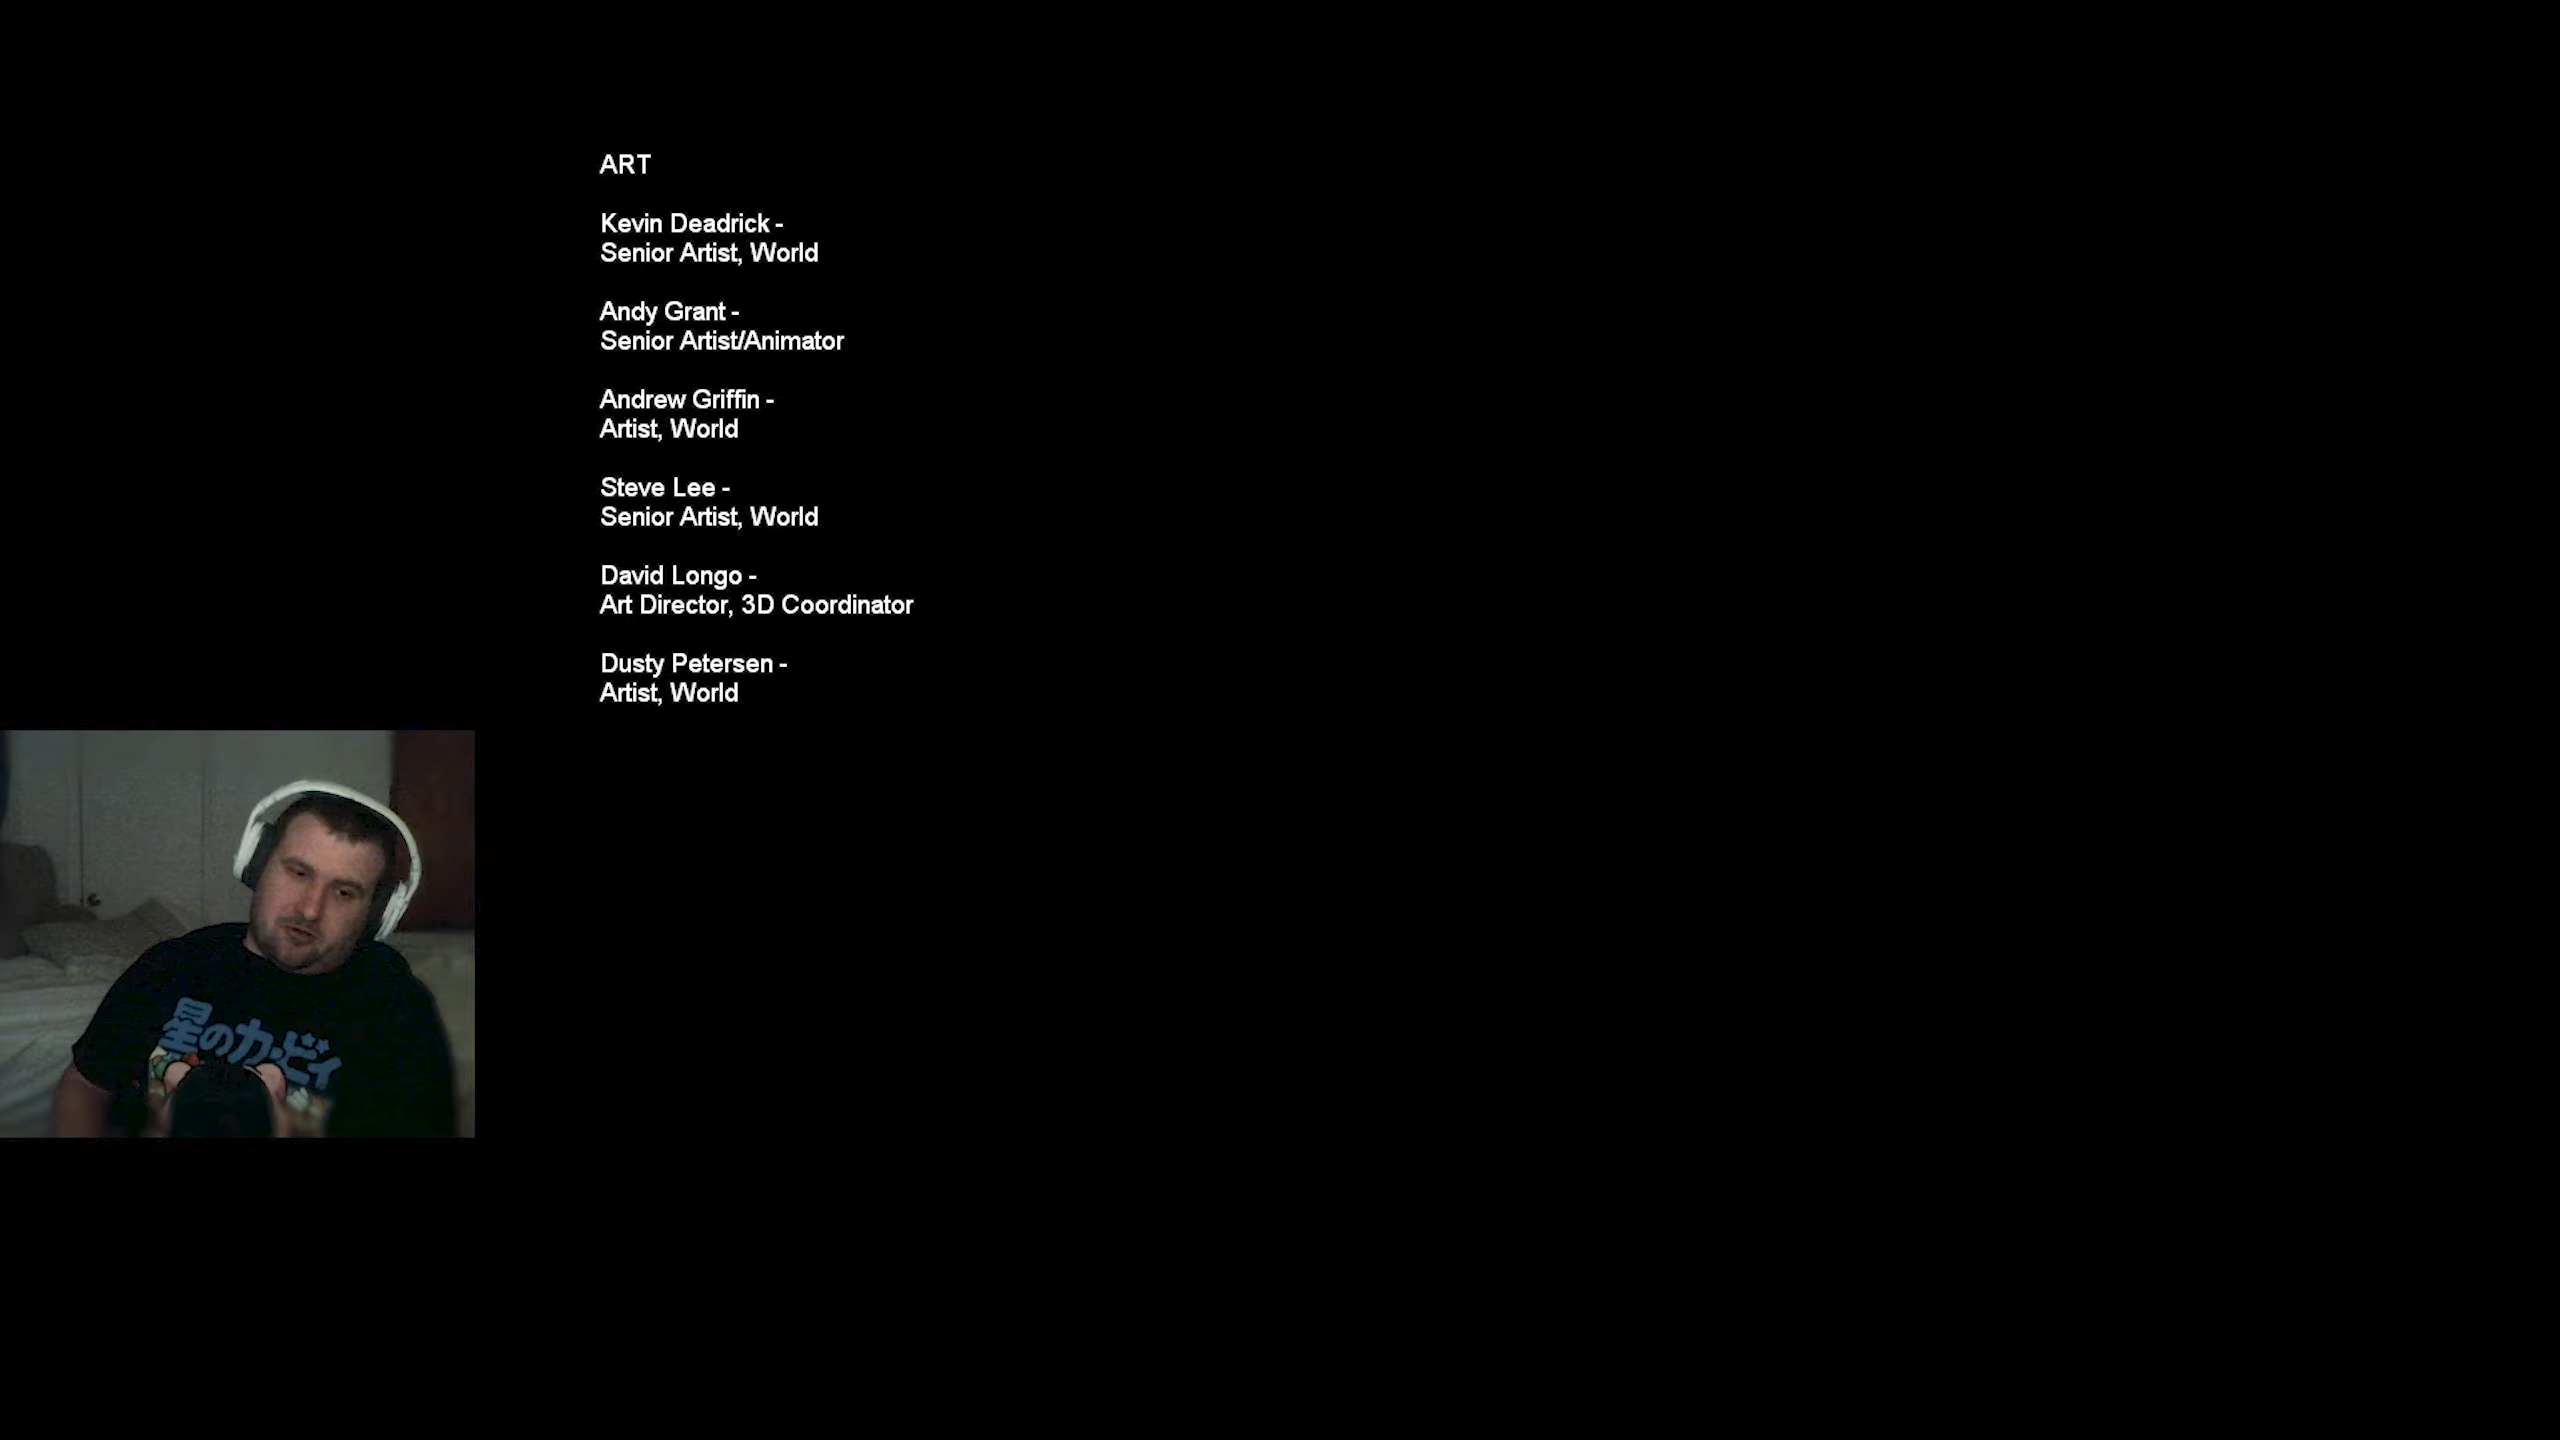 ART
Kevin Deadrick -
Senior Artist, World
Andy Grant -
Senior Artist/Animator
Andrew Griffin -
Artist, World
Steve Lee -
Senior Artist, World
David Longo -
Art Director, 3D Coordinator
Dusty Petersen -
Artist, World
星のカービィ